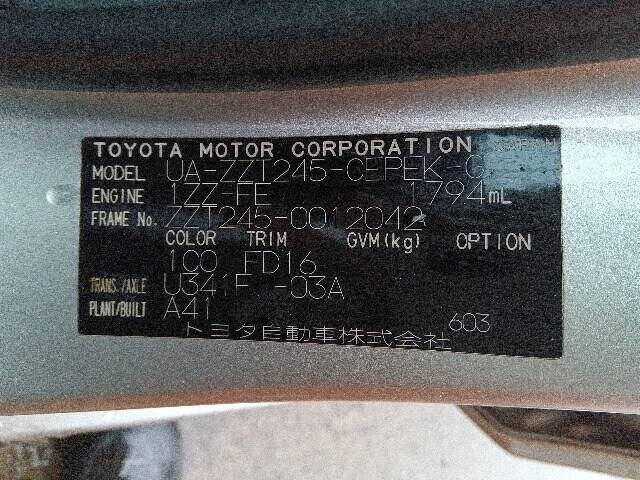 TOYOTA MOTOR CORPORATION JAPAN
MODEL UA-ZZT245-CEPEK-C
ENGINE 1ZZ-FE 1794mL
FRAME No. ZZT245-0012042
COLOR TRIM GVM(kg) OPTION
100 FD16
TRANS./AXLE U341F -03A
PLANT/BUILT A41
603
トヨタ自動車株式会社